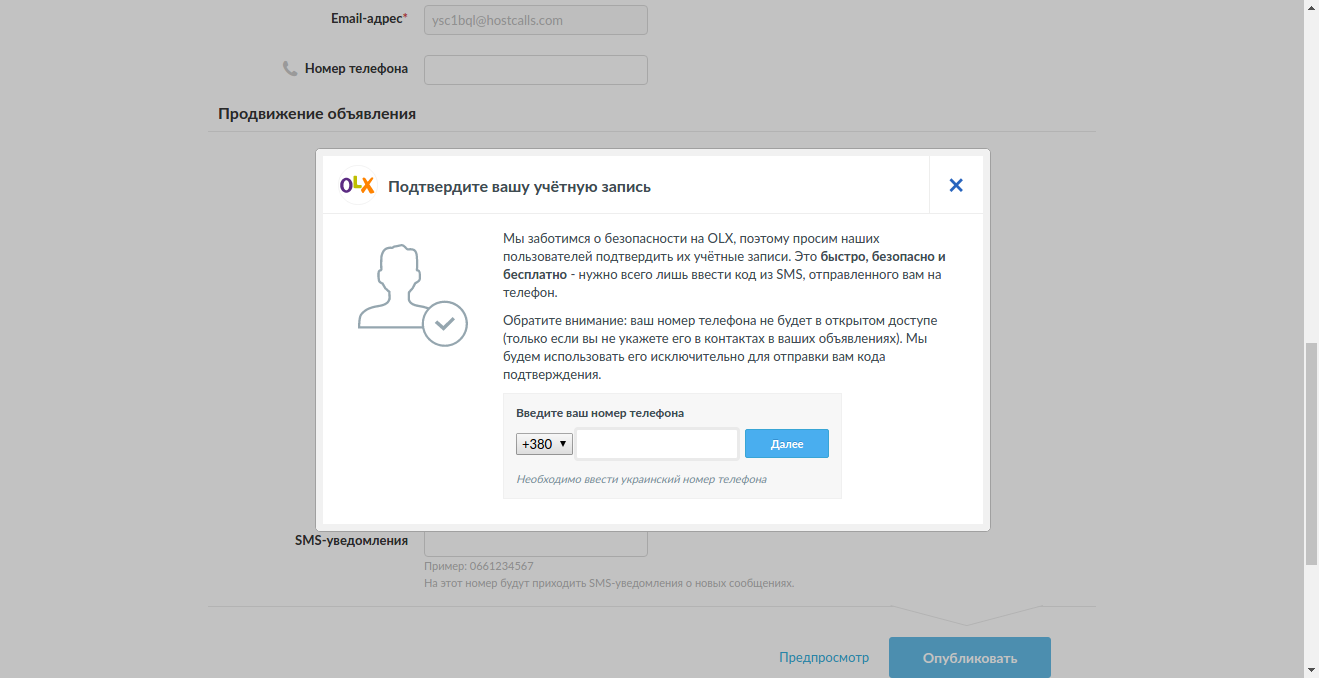 Email-адрес*
ysc1bql@hostcalls.com
Номер телефона
Продвижение объявления
OLX
Подтвердите вашу учётную запись
Мы заботимся о безопасности на OLX, поэтому просим наших
пользователей подтвердить их учётные записи. Это быстро, безопасно и
бесплатно - нужно всего лишь ввести код из SMS, отправленного вам на
телефон.
Обратите внимание: ваш номер телефона не будет в открытом доступе
(только если вы не укажете его в контактах в ваших объявлениях). Мы
будем использовать его исключительно для отправки вам кода
подтверждения.
Введите ваш номер телефона
+380
Далее
Необходимо ввести украинский номер телефона
SMS-уведомления
Пример: 0661234567
На этот номер будут приходить SMS-уведомления о новых сообщениях.
Предпросмотр
Опубликовать